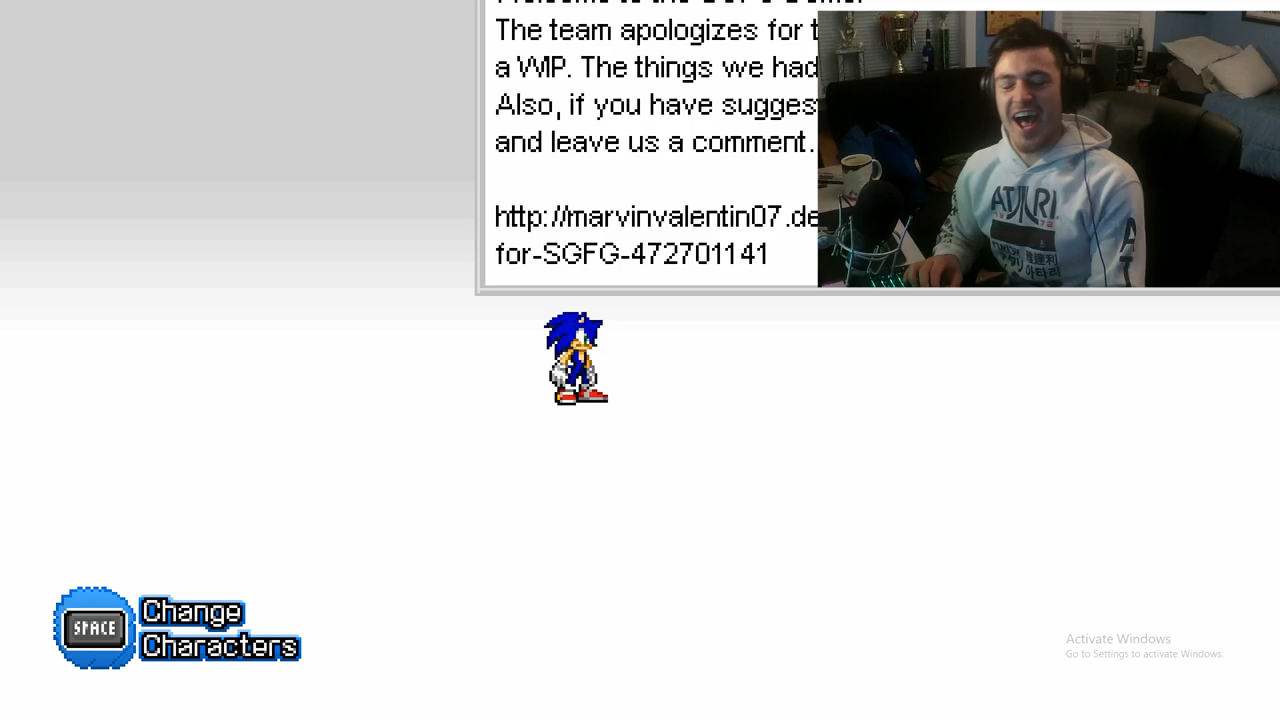 The team apologizes for t
a WIP. The things we had
Also, if you have sugges
and leave us a comment.
http://marvinvalentin07.de
for-SGFG-472701141
ATARI
SPACE
Change
Characters
Activate Windows
Go to Settings to activate Windows.